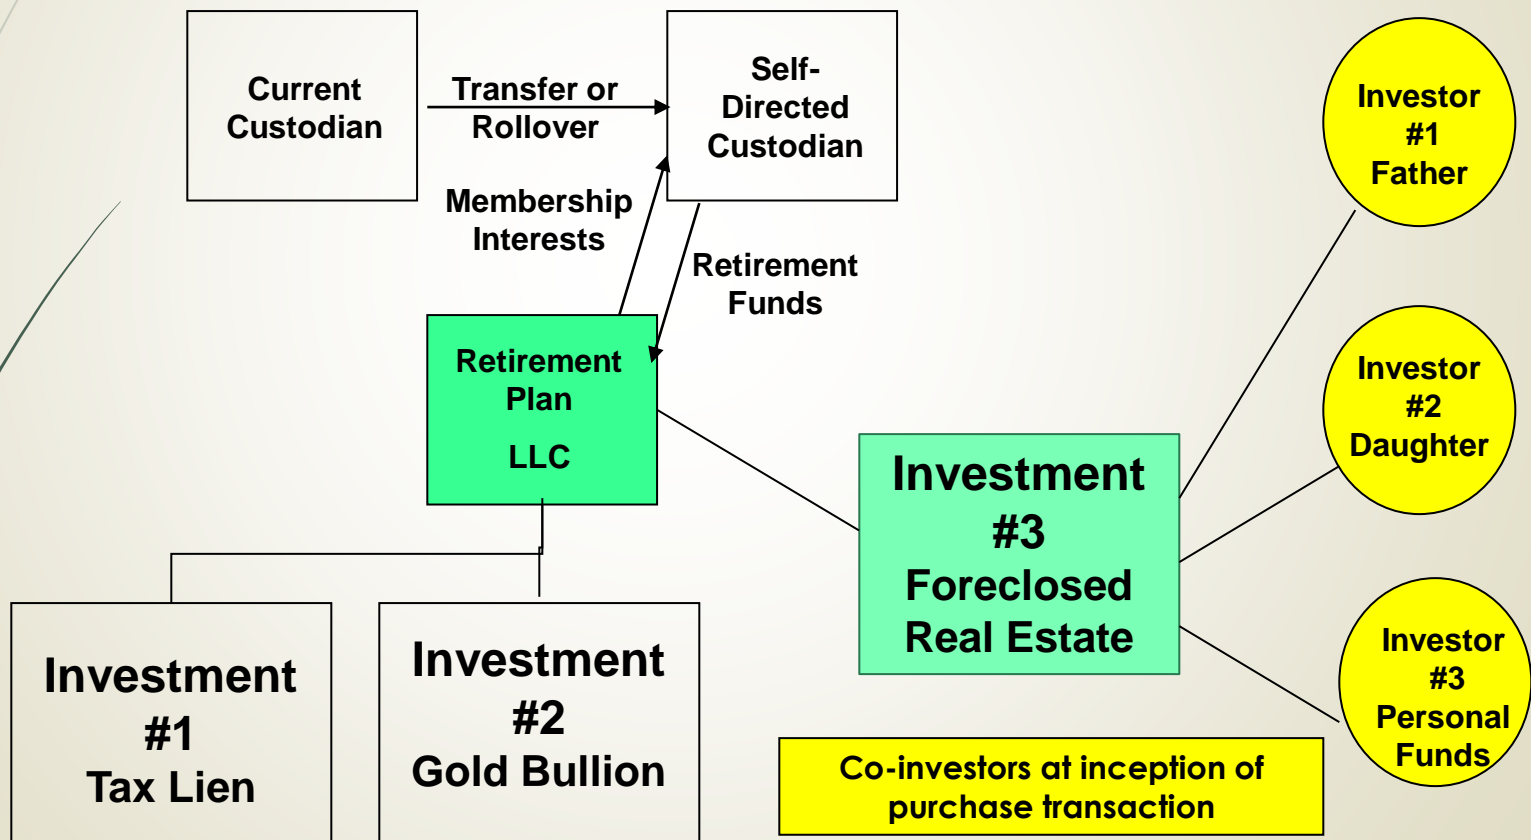 Current
Custodian
Transfer or
Rollover
Self-
Directed
Custodian
Membership
Interests
Retirement
Funds
Retirement
Plan
LLC
Investment
#1
Tax Lien
Investment
#2
Gold Bullion
Investment
#3
Foreclosed
Real Estate
Investor
#1
Father
Investor
#2
Daughter
Investor
#3
Personal
Funds
Co-investors at inception of
purchase transaction